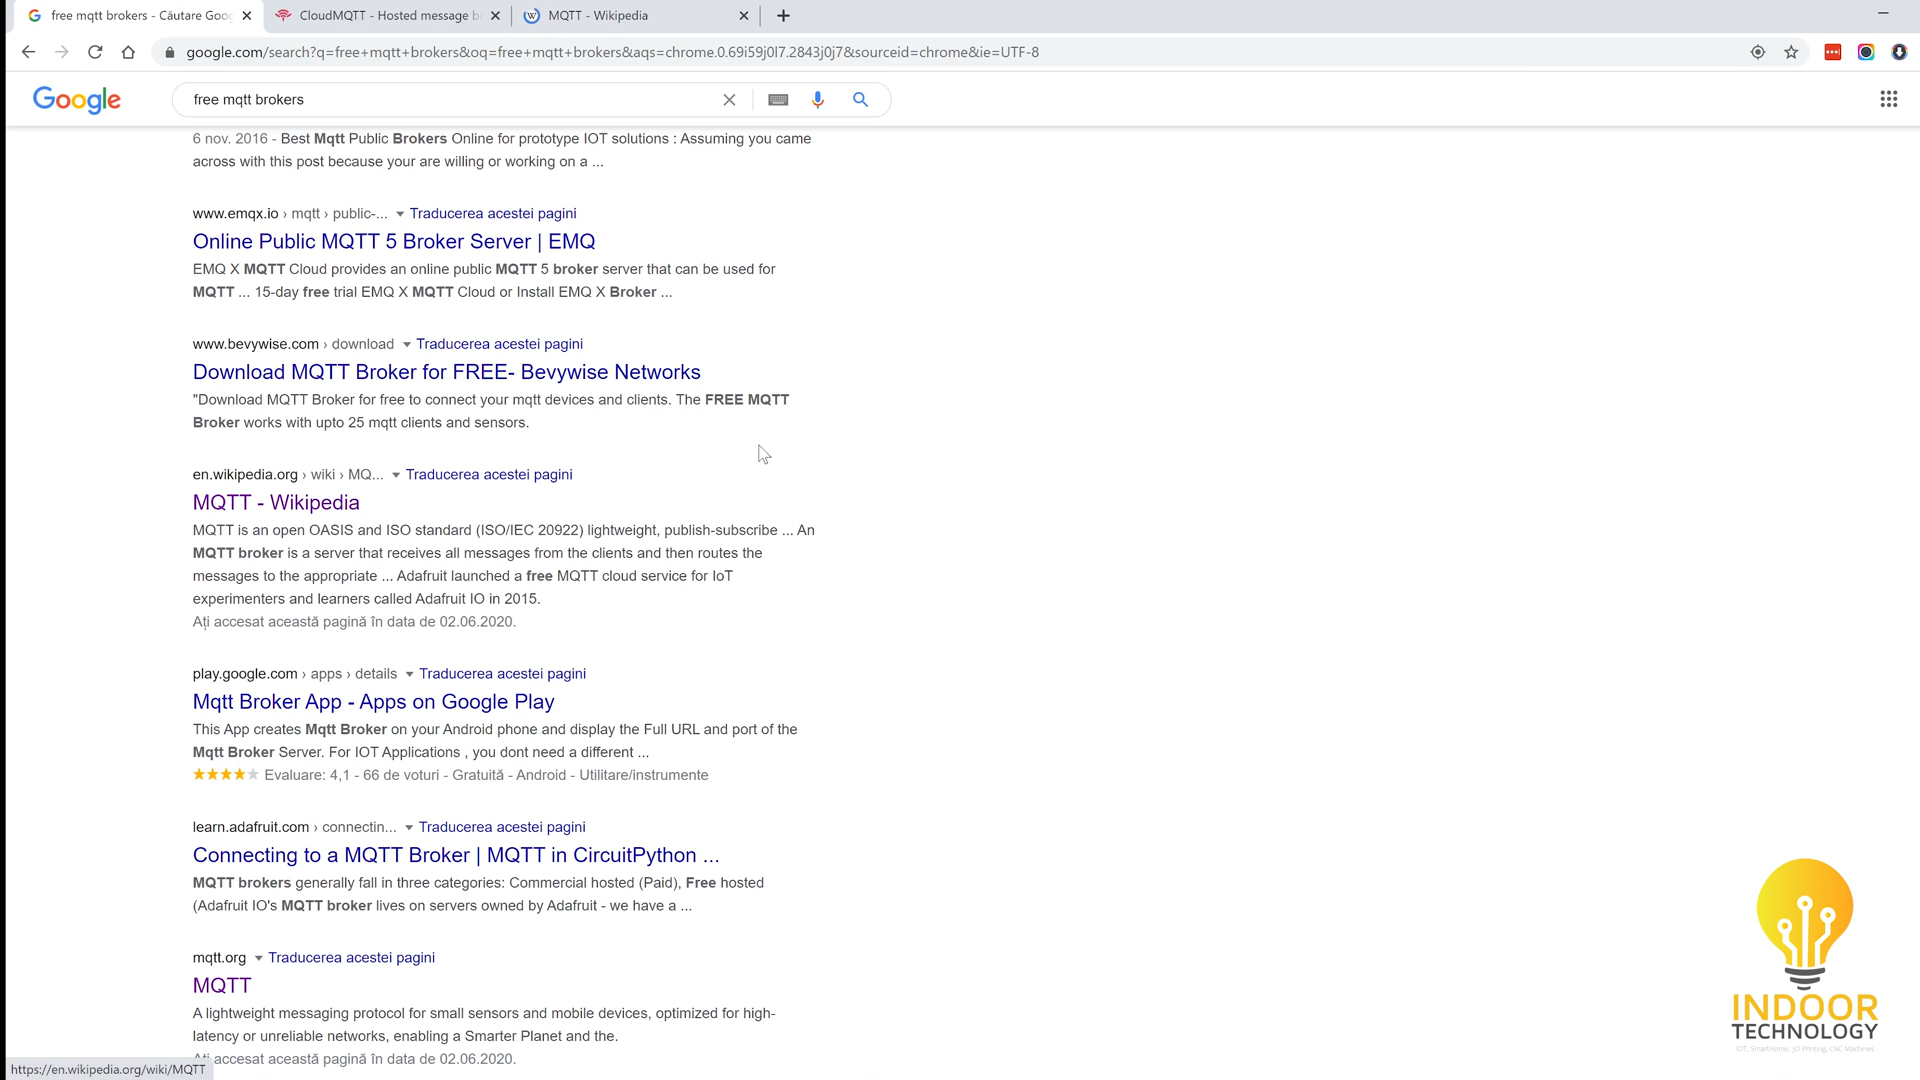 free mqtt brokers - Căutare Goo
CloudMQTT - Hosted message b
MQTT - Wikipedia
google.com/search?q=free+mqtt+brokers&oq=free+mqtt+brokers&aqs=chrome.0.69i59j0l7.2843j0j7&sourceid=chrome&ie=UTF-8
Google
free mqtt brokers
6 nov. 2016 - Best Mqtt Public Brokers Online for prototype IOT solutions : Assuming you came
across with this post because your are willing or working on a ...
www.emqx.io › mqtt › public-... Traducerea acestei pagini
Online Public MQTT 5 Broker Server | EMQ
EMQ X MQTT Cloud provides an online public MQTT 5 broker server that can be used for
MQTT ... 15-day free trial EMQ X MQTT Cloud or Install EMQ X Broker ...
www.bevywise.com › download Traducerea acestei pagini
Download MQTT Broker for FREE- Bevywise Networks
"Download MQTT Broker for free to connect your mqtt devices and clients. The FREE MQTT
Broker works with upto 25 mqtt clients and sensors.
en.wikipedia.org › wiki › MQ... Traducerea acestei pagini
MQTT - Wikipedia
MQTT is an open OASIS and ISO standard (ISO/IEC 20922) lightweight, publish-subscribe ... An
MQTT broker is a server that receives all messages from the clients and then routes the
messages to the appropriate ... Adafruit launched a free MQTT cloud service for IoT
experimenters and learners called Adafruit IO in 2015.
Ați accesat această pagină în data de 02.06.2020.
play.google.com › apps › details Traducerea acestei pagini
Mqtt Broker App - Apps on Google Play
This App creates Mqtt Broker on your Android phone and display the Full URL and port of the
Mqtt Broker Server. For IOT Applications , you dont need a different ...
Evaluare: 4,1 - 66 de voturi - Gratuită - Android - Utilitare/instrumente
learn.adafruit.com › connectin... Traducerea acestei pagini
Connecting to a MQTT Broker | MQTT in CircuitPython ...
MQTT brokers generally fall in three categories: Commercial hosted (Paid), Free hosted
(Adafruit IO's MQTT broker lives on servers owned by Adafruit - we have a ...
mqtt.org Traducerea acestei pagini
MQTT
A lightweight messaging protocol for small sensors and mobile devices, optimized for high-
latency or unreliable networks, enabling a Smarter Planet and the.
Ați accesat această pagină în data de 02.06.2020.
https://en.wikipedia.org/wiki/MQTT
INDOOR
TECHNOLOGY
IOT, SmartHome, 3D Printing, CNC Machines